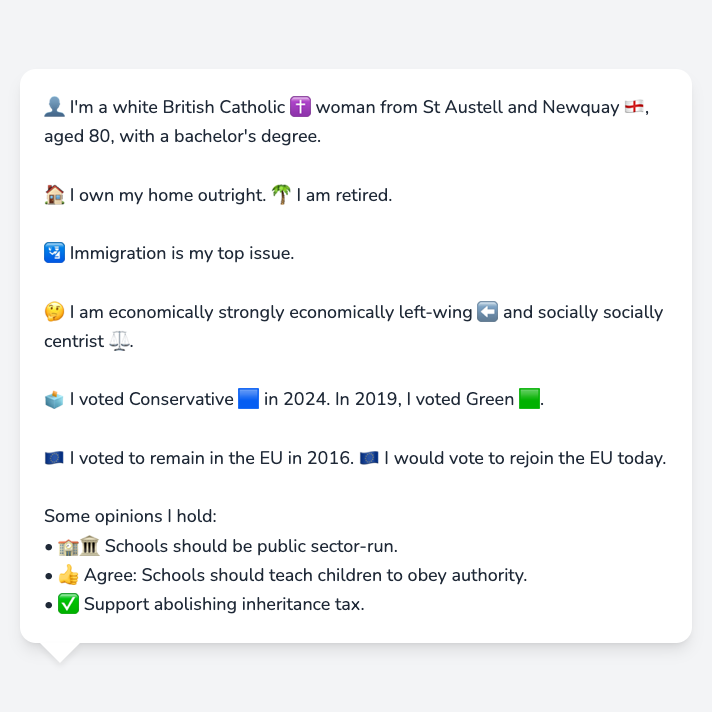 👤 I'm a white British Catholic ✝️ woman from St Austell and Newquay 🏴󠁧󠁢󠁥󠁮󠁧󠁿,
aged 80, with a bachelor's degree.
🏠 I own my home outright. 🌴 I am retired.
🛂 Immigration is my top issue.
🤔 I am economically strongly economically left-wing ⬅️ and socially socially
centrist ⚖️.
🗳️ I voted Conservative 🟦 in 2024. In 2019, I voted Green 🟩.
🇪🇺 I voted to remain in the EU in 2016. 🇪🇺 I would vote to rejoin the EU today.
Some opinions I hold:
• 🏫🏛️ Schools should be public sector-run.
• 👍 Agree: Schools should teach children to obey authority.
• ✅ Support abolishing inheritance tax.